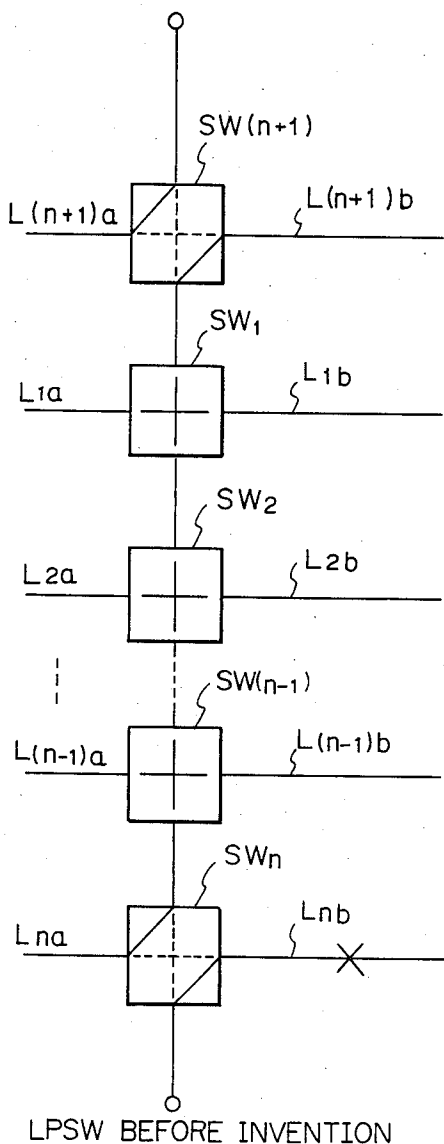 SW(n+1)
L(n+1)a
L(n+1)b
SW1
L1a
L1b
SW2
L2a
L2b
SW(n-1)
L(n-1)a
L(n-1)b
SWn
Lna
Lnb
LPSW BEFORE INVENTION